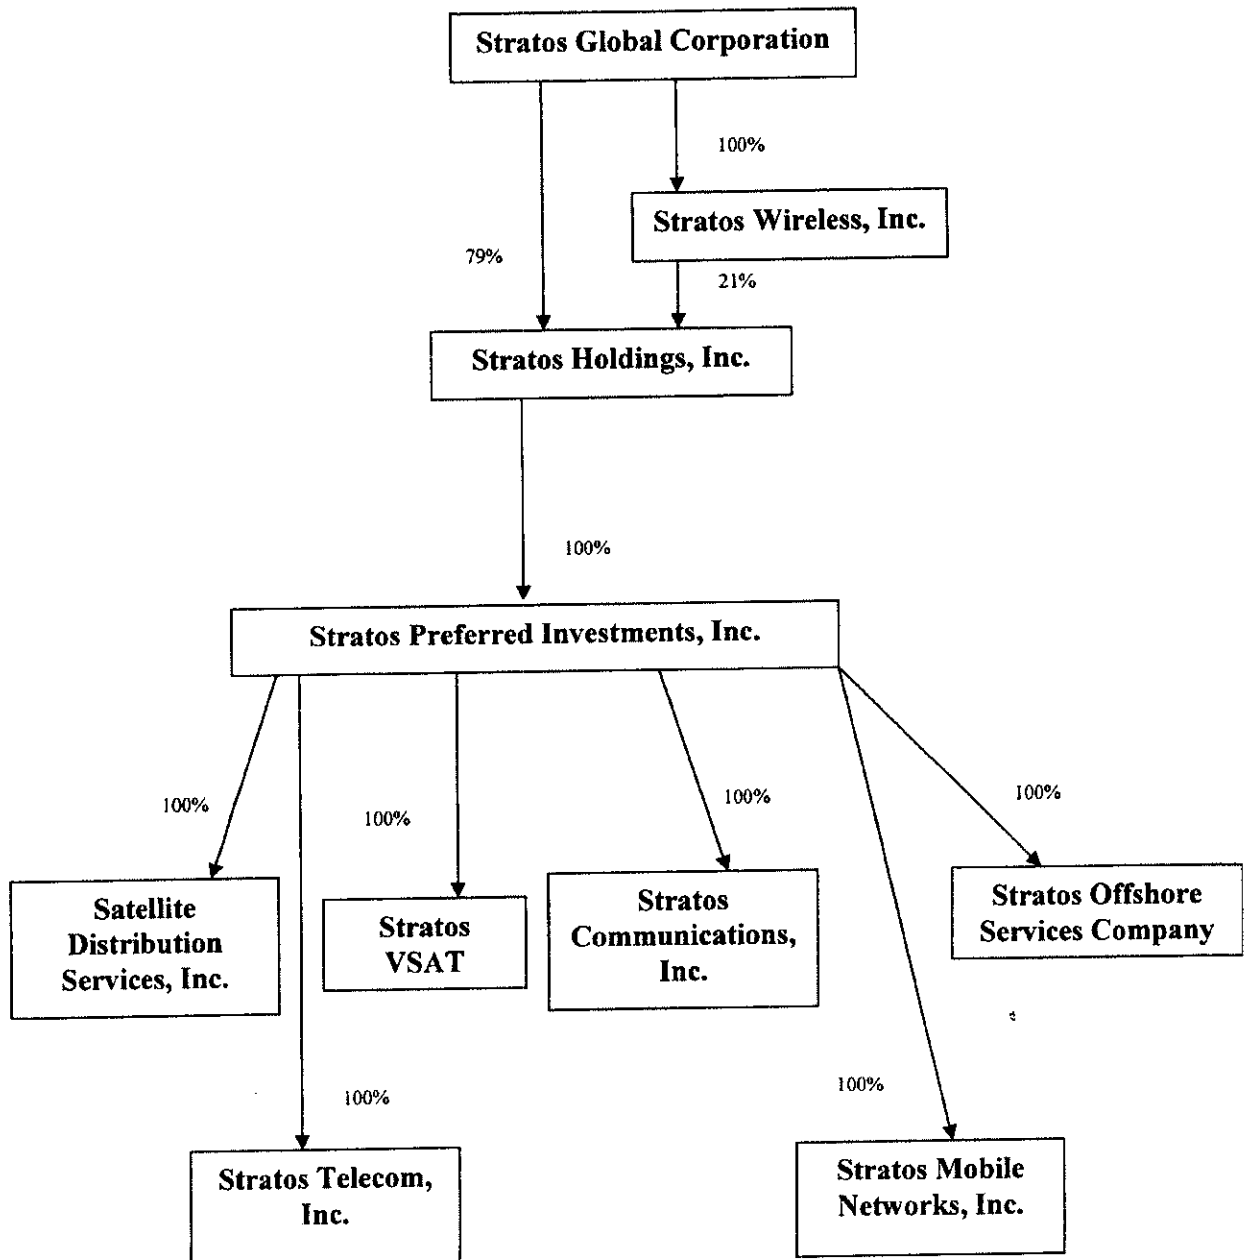 Stratos Global Corporation
100%
Stratos Wireless, Inc.
79%
21%
Stratos Holdings, Inc.
100%
Stratos Preferred Investments, Inc.
100%
100%
100%
100%
Satellite
Distribution
Services, Inc.
Stratos
VSAT
Stratos
Communications,
Inc.
Stratos Offshore
Services Company
100%
100%
Stratos Telecom,
Inc.
Stratos Mobile
Networks, Inc.